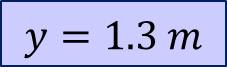 y = 1.3 m